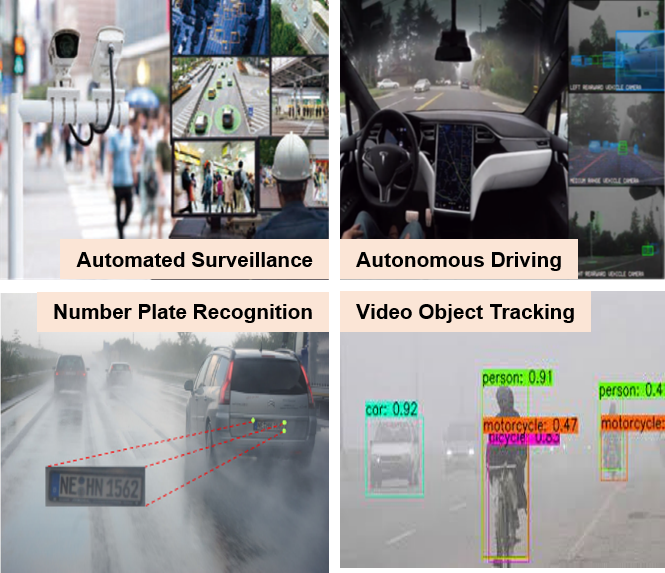 Automated Surveillance
LEFT REARWARD VEHICLE CAMERA
MEDIUM RANGE VEHICLE CAMERA
RIGHT REARWARD VEHICLE CAMERA
Autonomous Driving
Number Plate Recognition
NE HN 1562
Video Object Tracking
person: 0.91
person: 0.4
car: 0.92
motorcycle: 0.47
motorcycle:
bicycle: 0.83